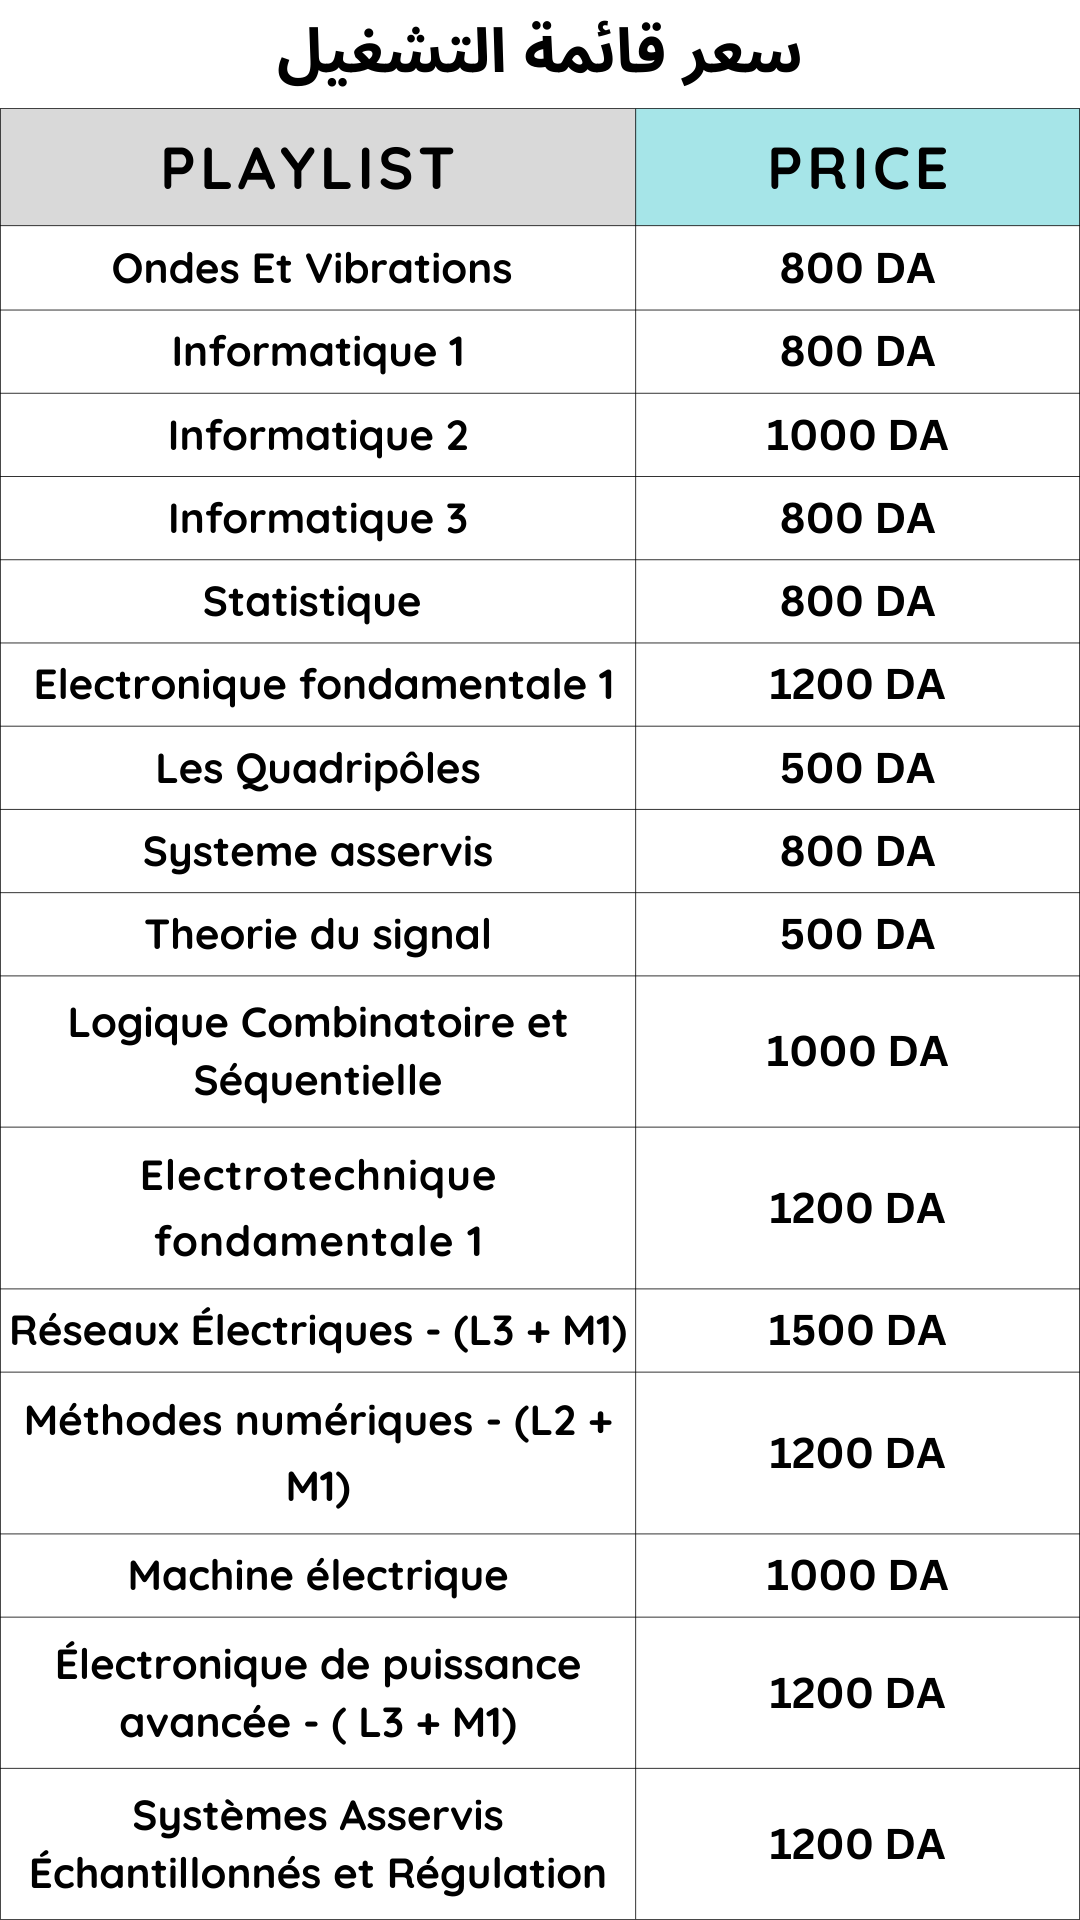 سعر قائمة التشغيل
PLAYLIST PRICE
Ondes Et Vibrations 800 DA
Informatique 1 800 DA
Informatique 2 1000 DA
Informatique 3 800 DA
Statistique 800 DA
Electronique fondamentale 1 1200 DA
Les Quadripôles 500 DA
Systeme asservis 800 DA
Theorie du signal 500 DA
Logique Combinatoire et
Séquentielle
1000 DA
Electrotechnique
fondamentale 1
1200 DA
Réseaux Électriques - (L3 + M1) 1500 DA
Méthodes numériques - (L2 +
M1)
1200 DA
Machine électrique 1000 DA
Électronique de puissance
avancée - ( L3 + M1)
1200 DA
Systèmes Asservis
Échantillonnés et Régulation
1200 DA